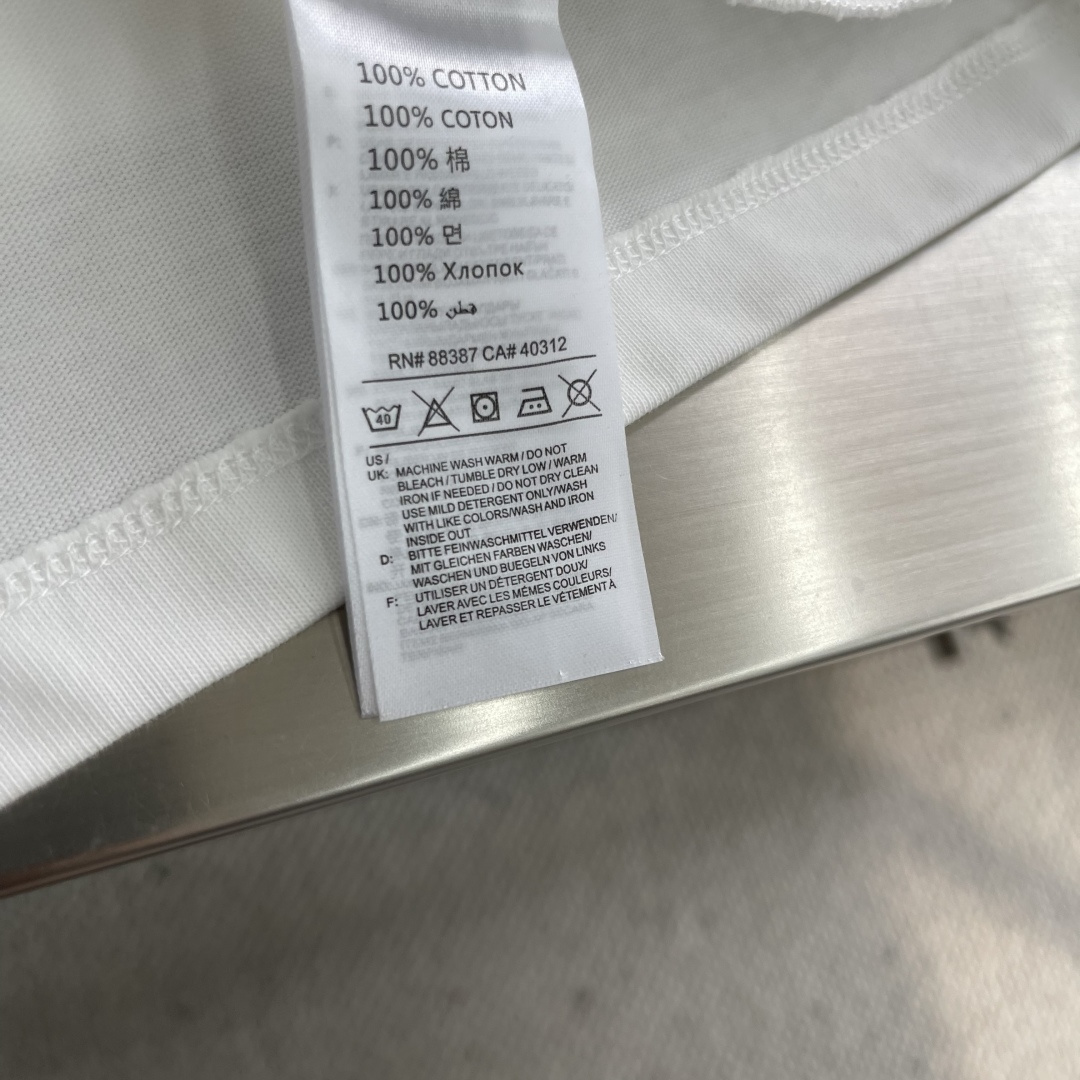 100% COTTON
100% COTON
100% 棉
100% 綿
100% 면
100% Хлопок
100% قطن
RN# 88387 CA# 40312
40
US /
UK: MACHINE WASH WARM / DO NOT
BLEACH / TUMBLE DRY LOW / WARM
IRON IF NEEDED / DO NOT DRY CLEAN
USE MILD DETERGENT ONLY/WASH
WITH LIKE COLORS/WASH AND IRON
INSIDE OUT
D: BITTE FEINWASCHMITTEL VERWENDEN/
MIT GLEICHEN FARBEN WASCHEN/
WASCHEN UND BUEGELN VON LINKS
F: UTILISER UN DÉTERGENT DOUX/
LAVER AVEC LES MÉMES COULEURS/
LAVER ET REPASSER LE VÉTEMENT À